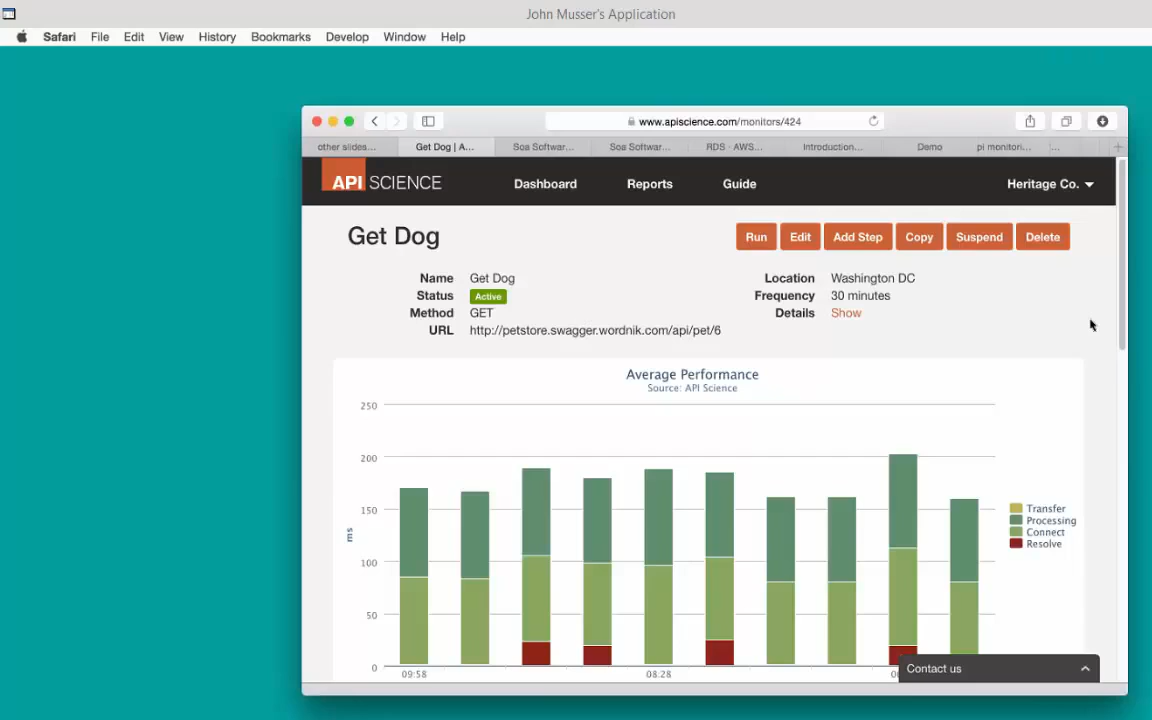 John Musser's Application
Safari File Edit View History Bookmarks Develop Window Help
www.apiscience.com/monitors/424
other slides... Get Dog | A... Soa Softwar... Soa Softwar... RDS · AWS... Introduction... Demo pi monitori... ...
API SCIENCE Dashboard Reports Guide Heritage Co.
Get Dog Run Edit Add Step Copy Suspend Delete
Name Get Dog Location Washington DC
Status Active Frequency 30 minutes
Method GET Details Show
URL http://petstore.swagger.wordnik.com/api/pet/6
Average Performance
Source: API Science
250
200
150
100
50
0
ms
Transfer
Processing
Connect
Resolve
09:58 08:28
Contact us